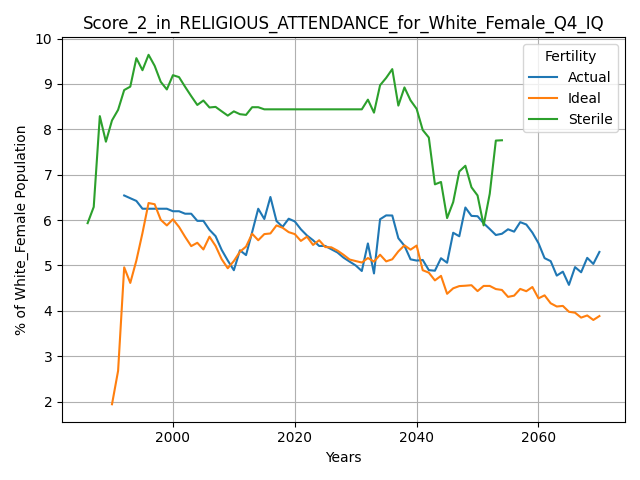 Score_2_in_RELIGIOUS_ATTENDANCE_for_White_Female_Q4_IQ
% of White_Female Population
10
9
8
7
6
5
4
3
2
Fertility
Actual
Ideal
Sterile
2000
2020
2040
2060
Years